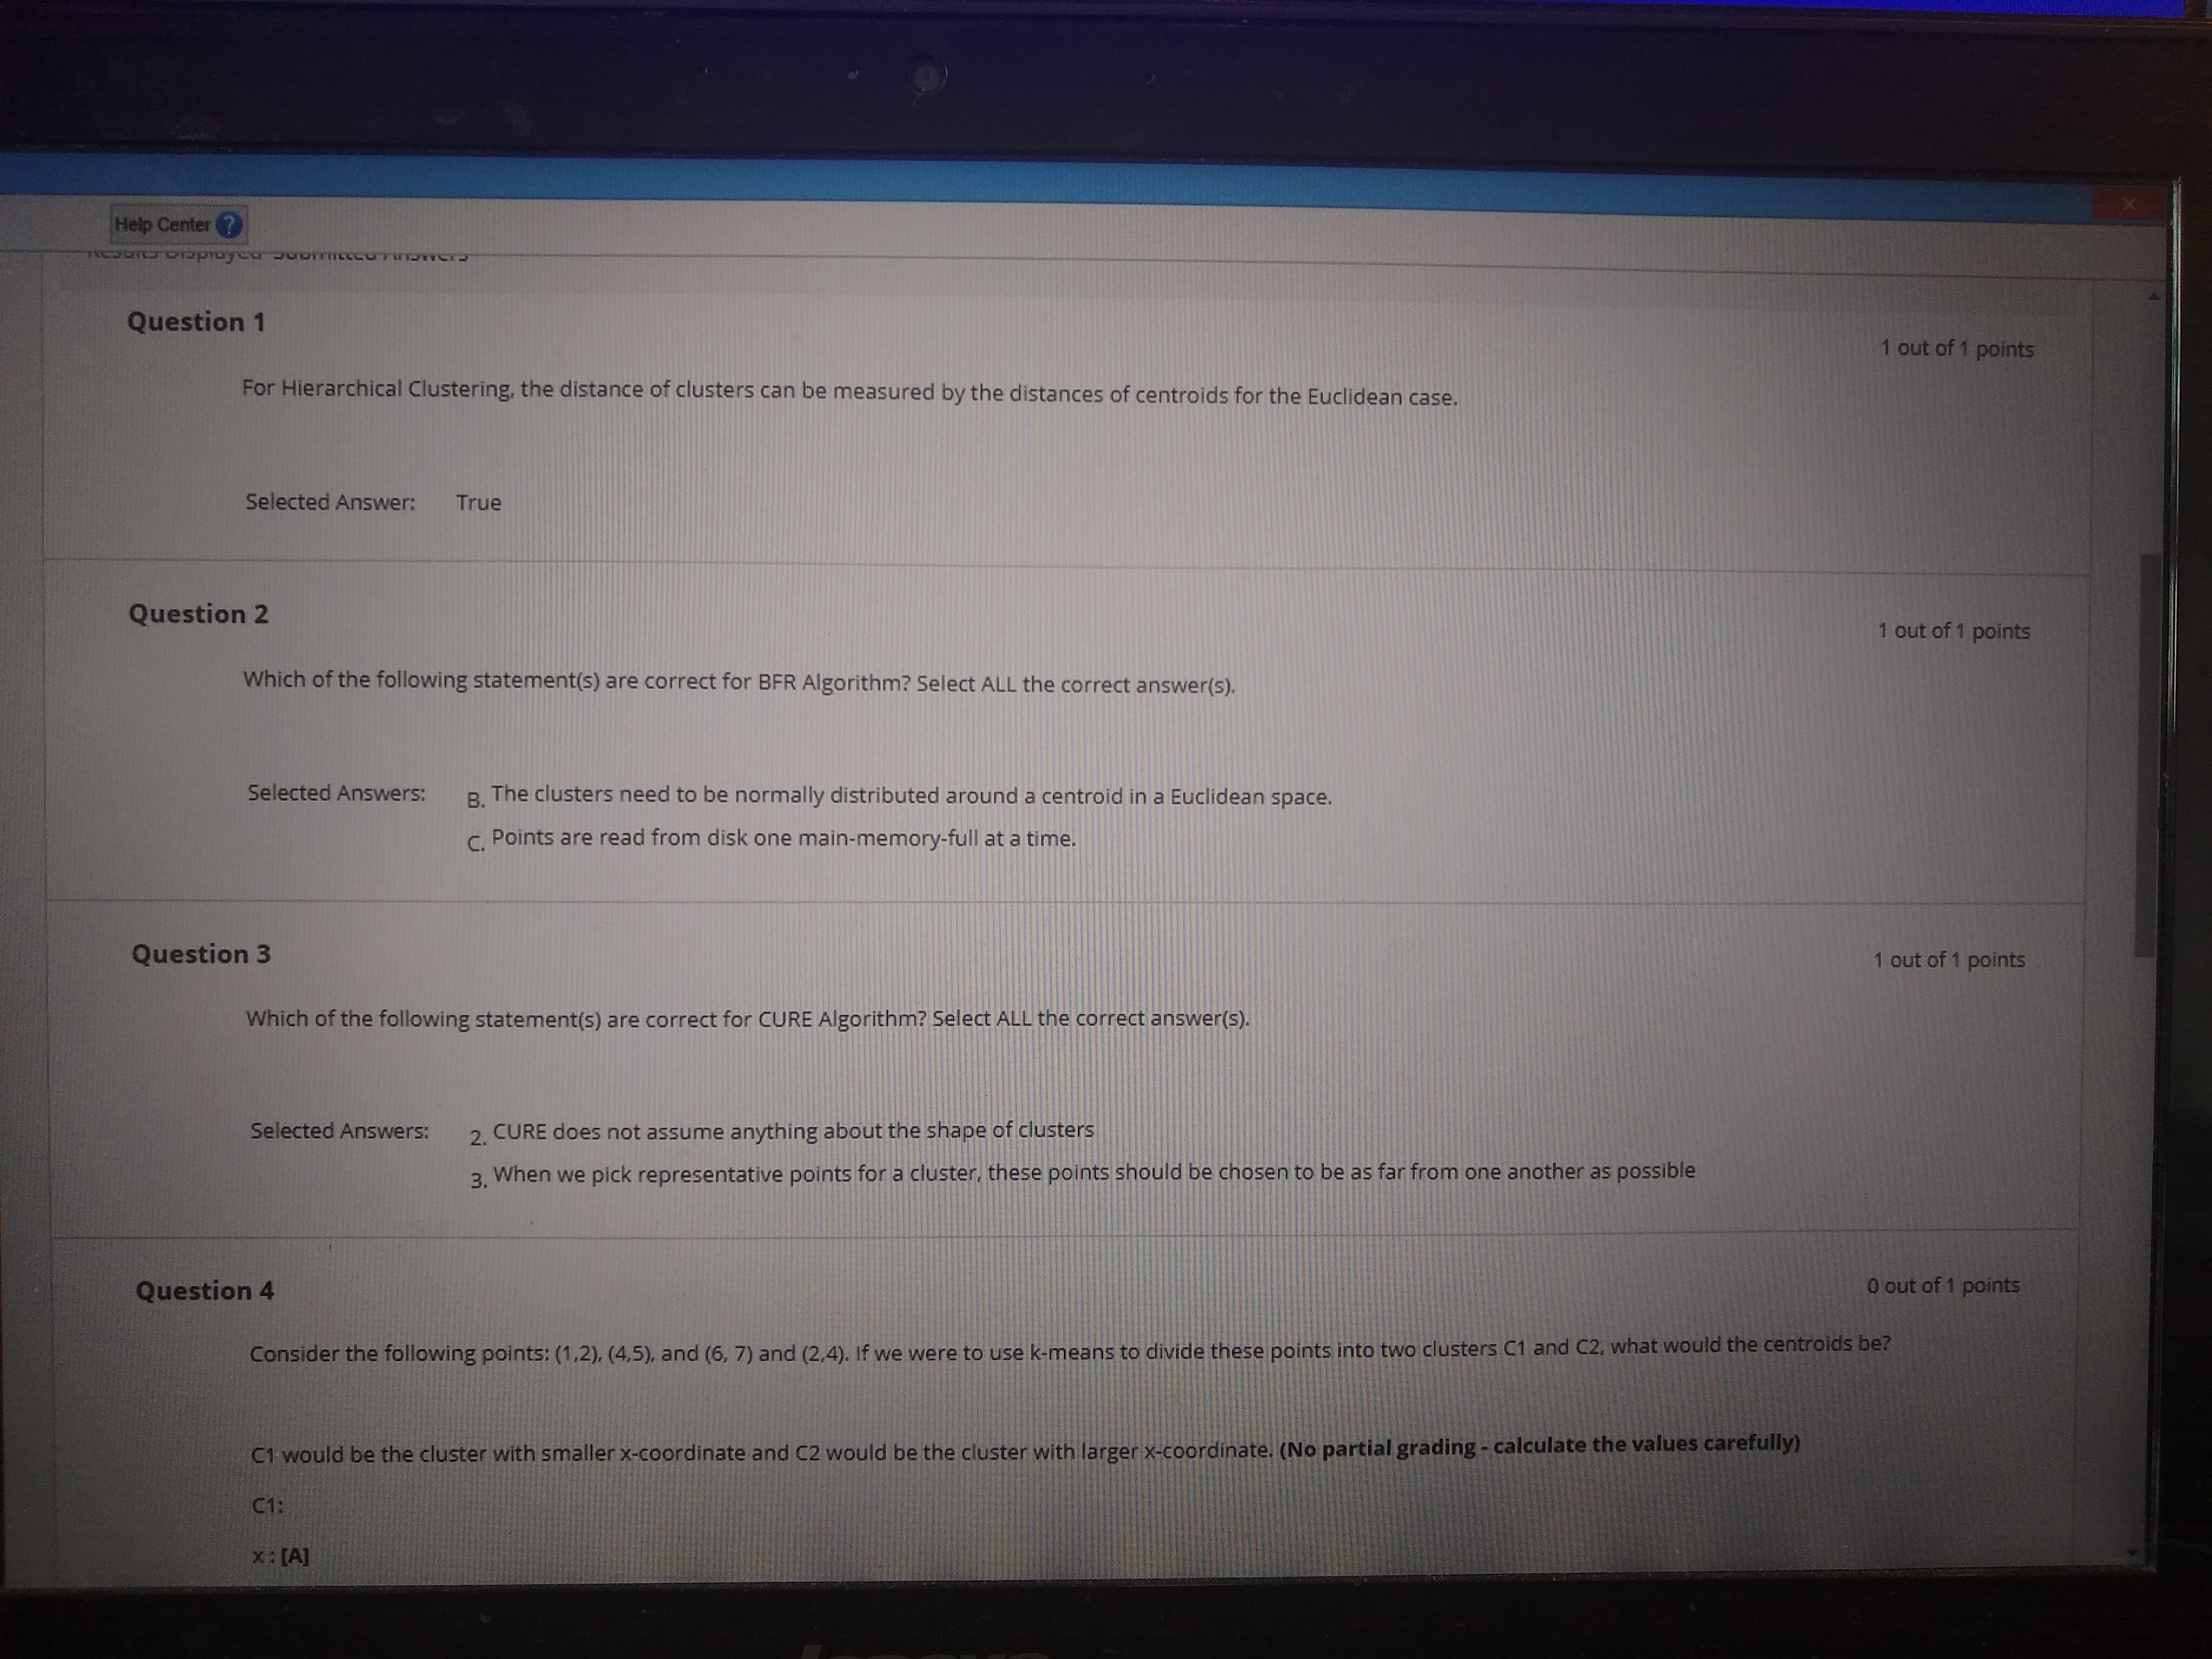 Help Center ?
Results Displayed Submitted Answers
Question 1
1 out of 1 points
For Hierarchical Clustering, the distance of clusters can be measured by the distances of centroids for the Euclidean case.
Selected Answer: True
Question 2
1 out of 1 points
Which of the following statement(s) are correct for BFR Algorithm? Select ALL the correct answer(s).
Selected Answers: B. The clusters need to be normally distributed around a centroid in a Euclidean space.
C. Points are read from disk one main-memory-full at a time.
Question 3
1 out of 1 points
Which of the following statement(s) are correct for CURE Algorithm? Select ALL the correct answer(s).
Selected Answers: 2. CURE does not assume anything about the shape of clusters
3. When we pick representative points for a cluster, these points should be chosen to be as far from one another as possible
Question 4
0 out of 1 points
Consider the following points: (1,2), (4,5), and (6, 7) and (2,4). If we were to use k-means to divide these points into two clusters C1 and C2, what would the centroids be?
C1 would be the cluster with smaller x-coordinate and C2 would be the cluster with larger x-coordinate. (No partial grading - calculate the values carefully)
C1:
x : [A]